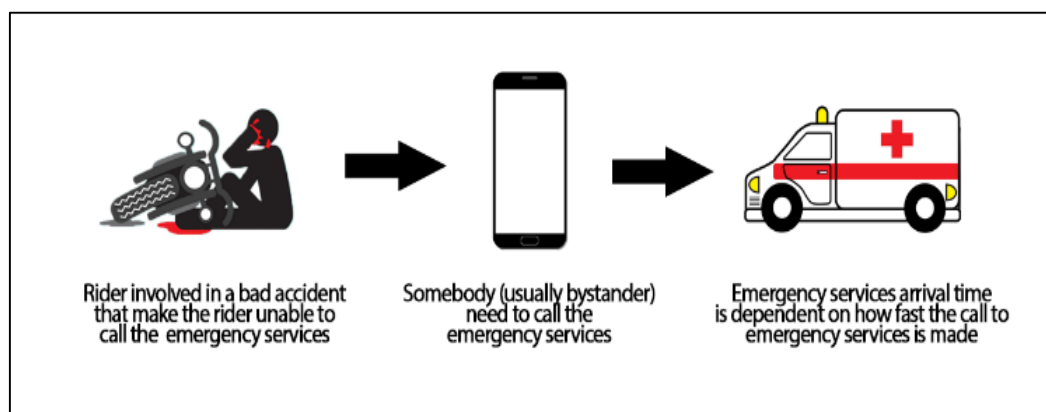 Rider involved in a bad accident
that make the rider unable to
call the emergency services
Somebody (usually bystander)
need to call the
emergency services
Emergency services arrival time
is dependent on how fast the call to
emergency services is made